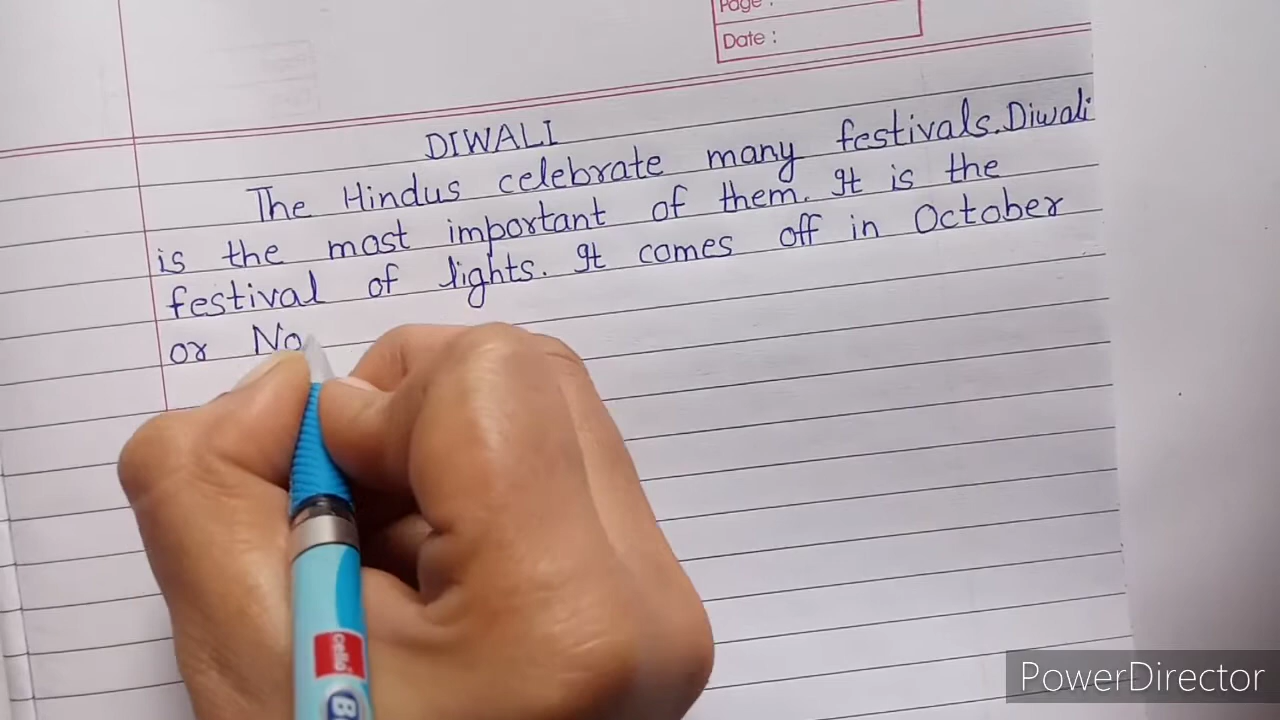 Page :
Date :
DIWALI
The Hindus celebrate many festivals. Diwali
is the most important of them. It is the
festival of lights. It comes off in October
or No
cello
PowerDirector